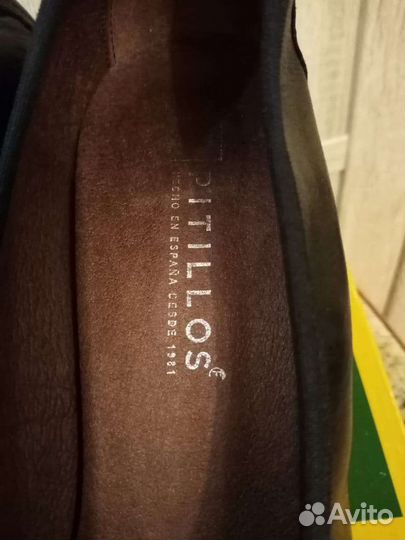 PITILLOS
HECHO EN ESPAÑA DESDE 1981
Avito